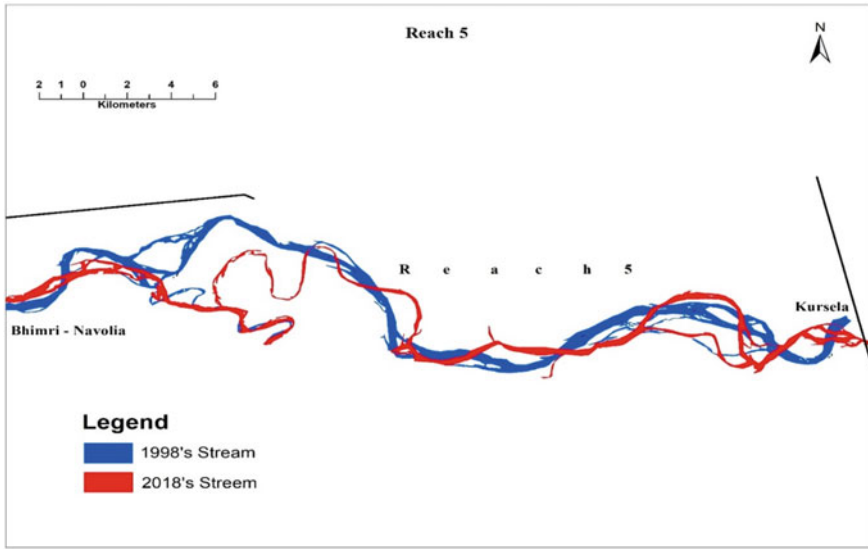 Reach 5
N
2 1 0 2 4 6
Kilometers
R e a c h 5
Kursela
Bhimri - Navolia
Legend
1998's Stream
2018's Streem